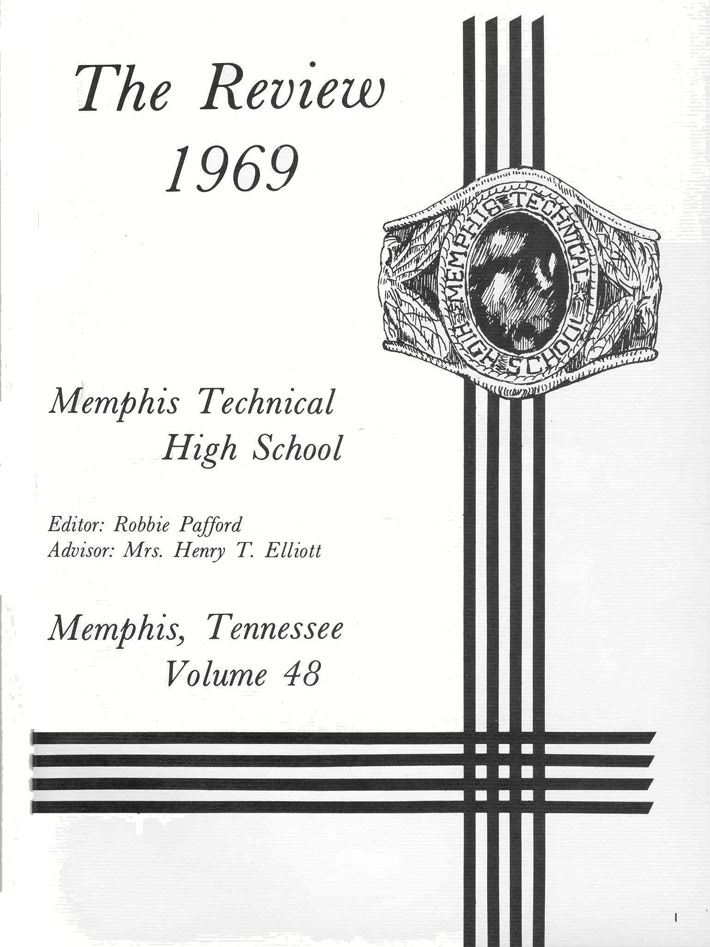 The Review
1969
MEMPHIS TECHNICAL
HIGH SCHOOL
Memphis Technical
High School
Editor: Robbie Pafford
Advisor: Mrs. Henry T. Elliott
Memphis, Tennessee
Volume 48
1